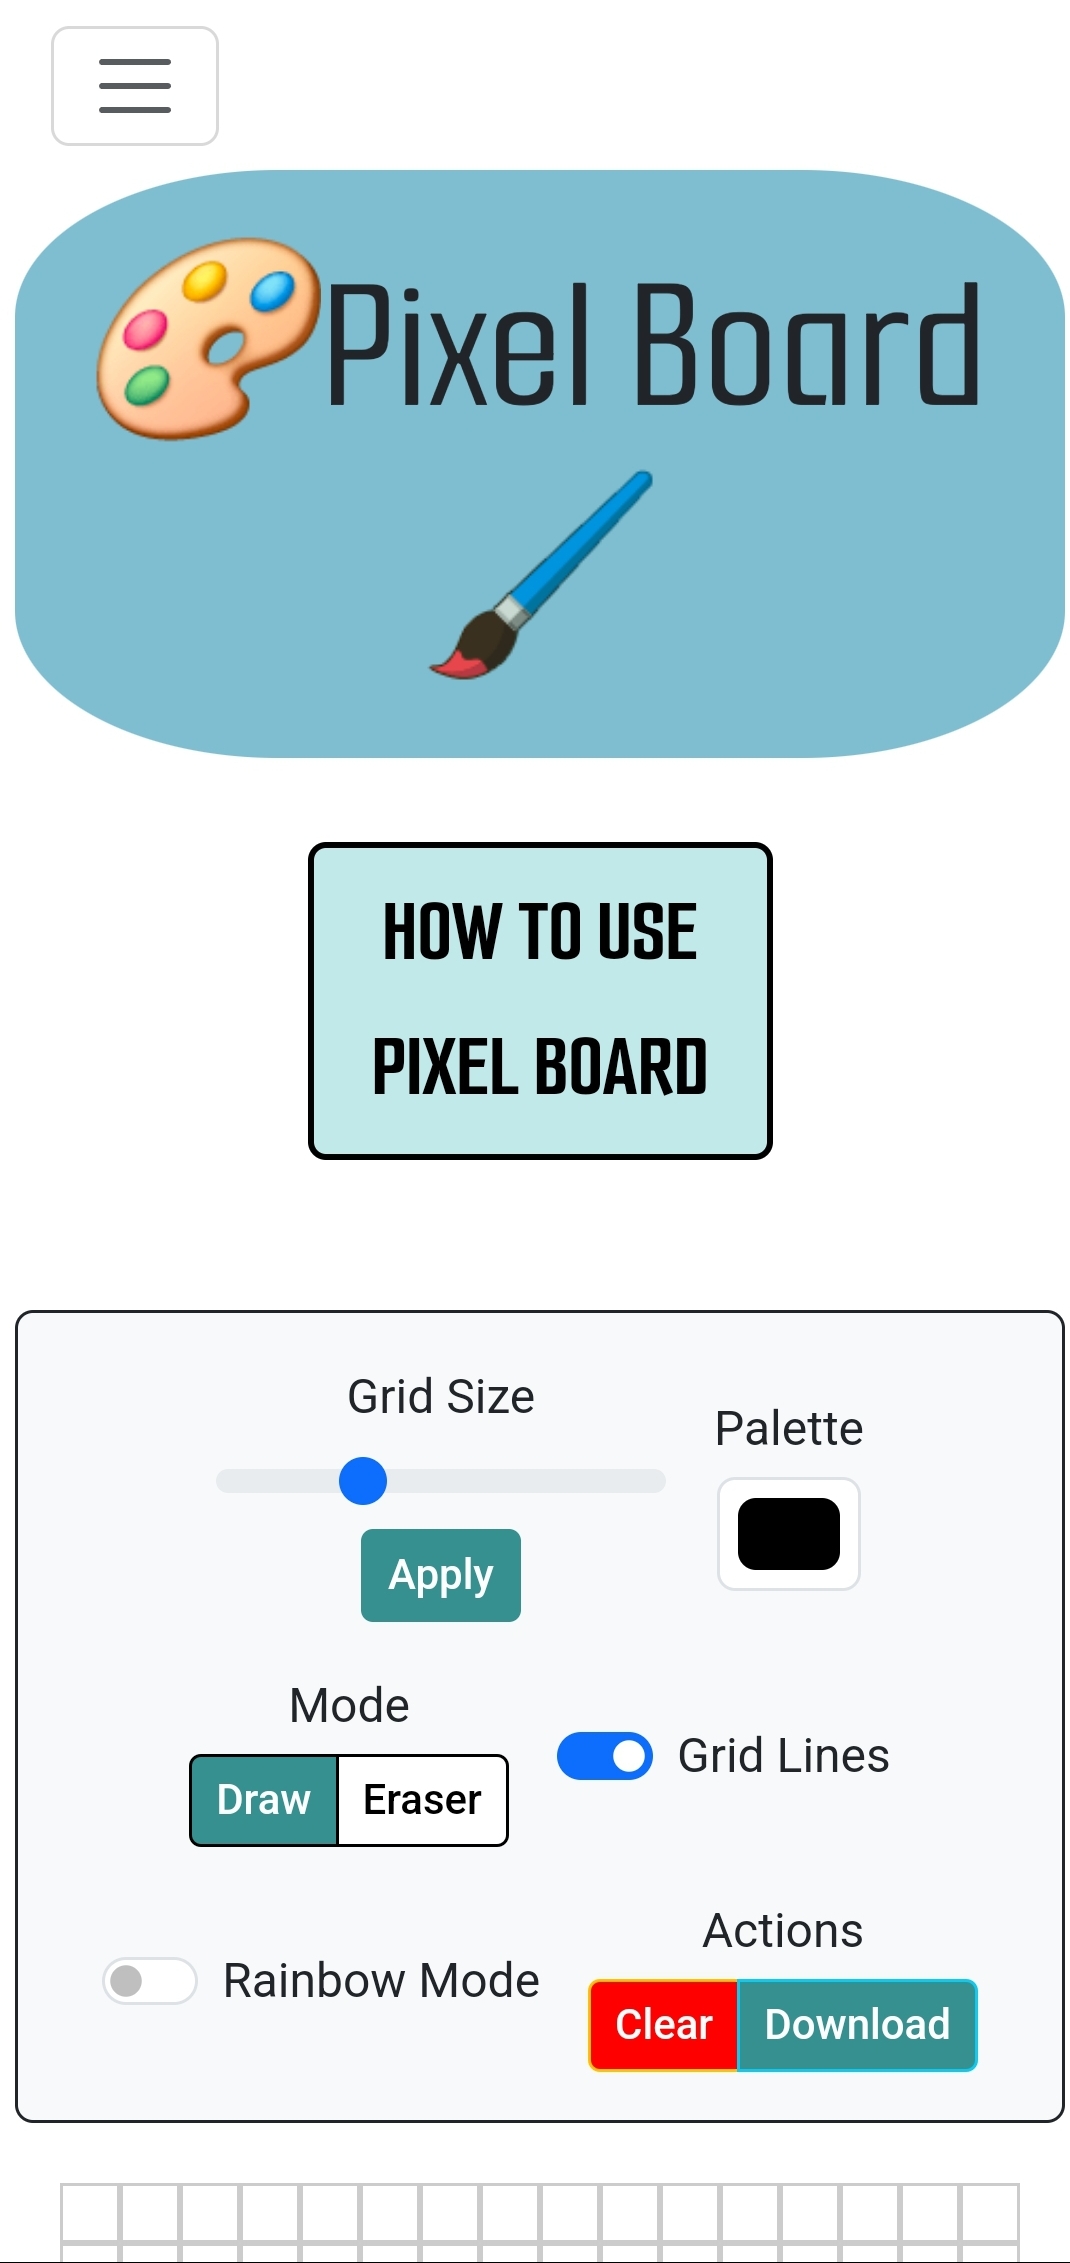 Pixel Board
HOW TO USE
PIXEL BOARD
Grid Size
Palette
Apply
Mode
Draw Eraser
Grid Lines
Rainbow Mode
Actions
Clear Download